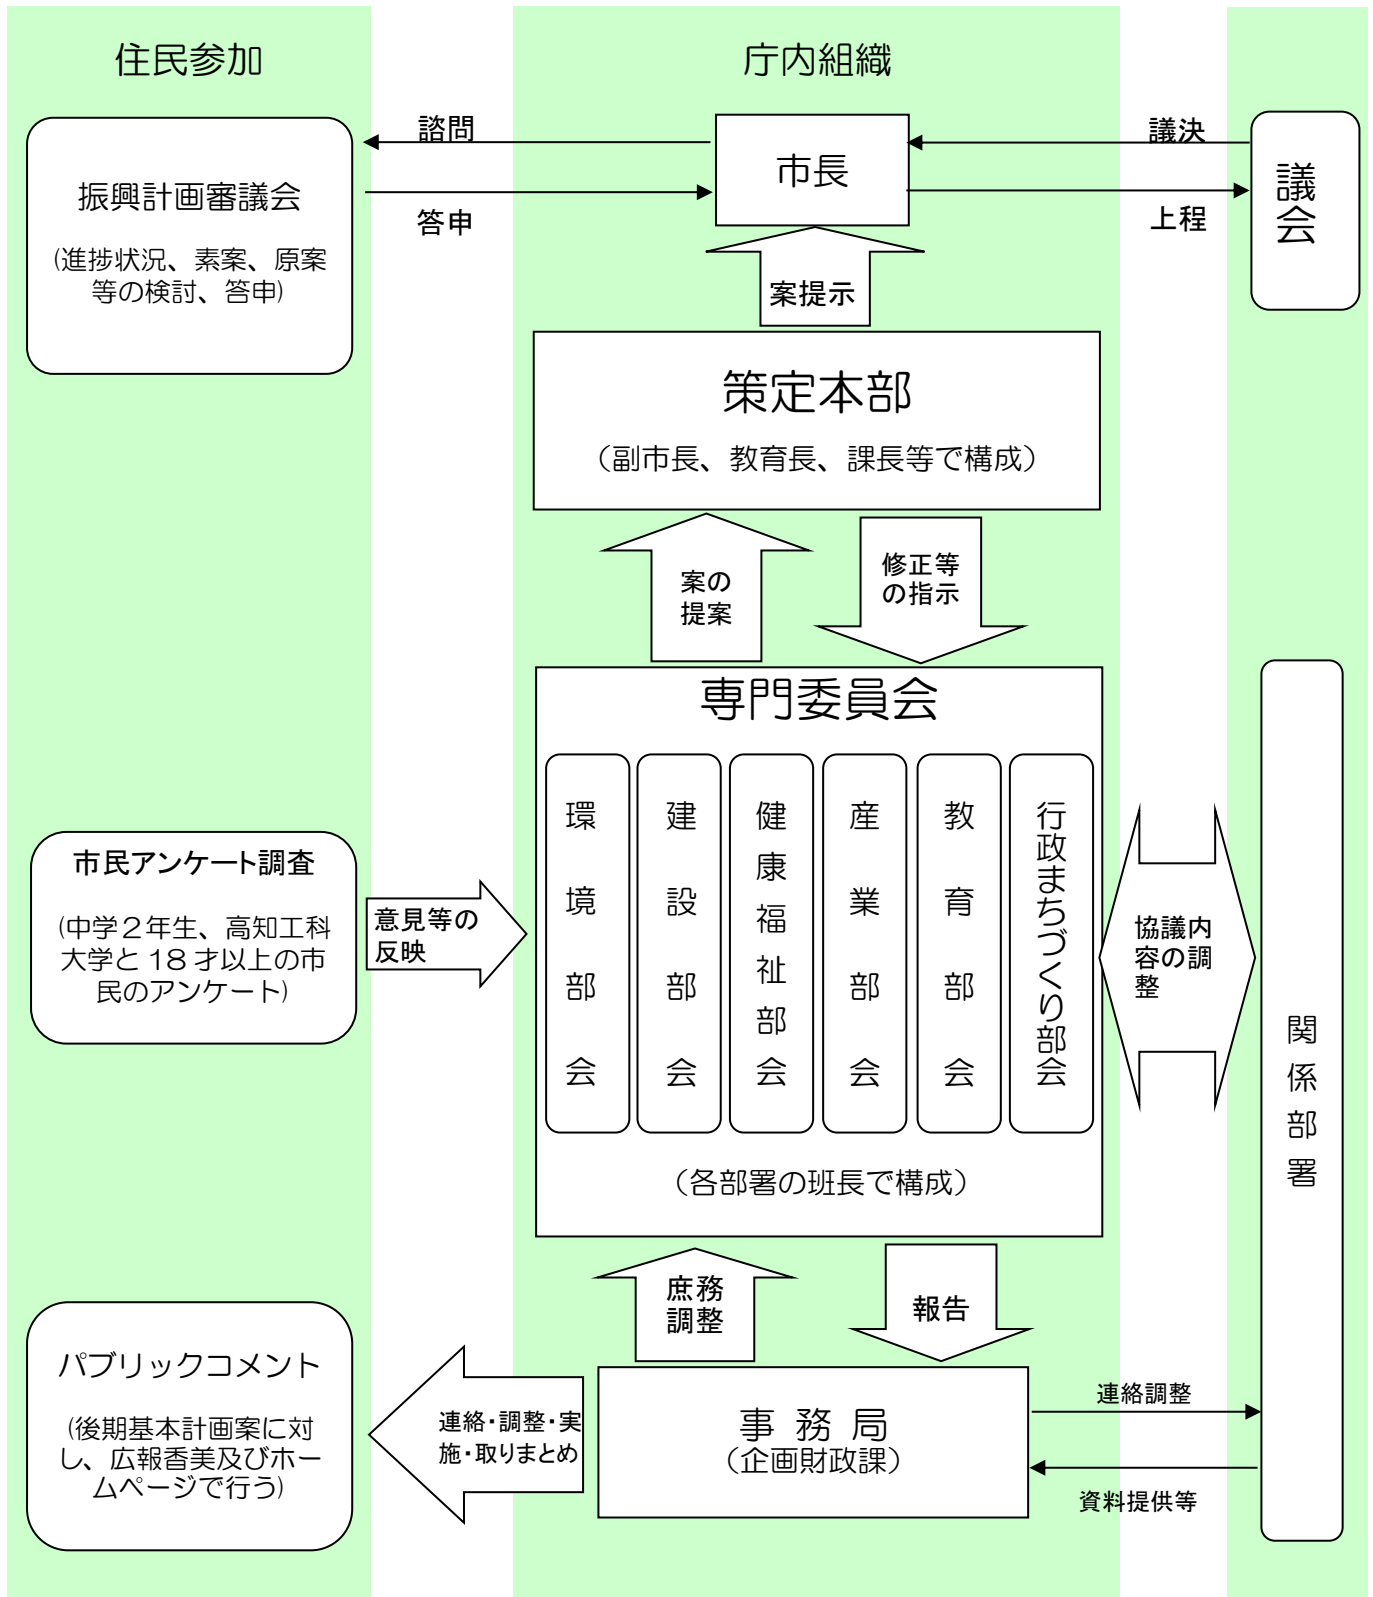 住民参加
庁内組織
諮問
議決
市長
議会
振興計画審議会
答申
上程
(進捗状況、素案、原案
等の検討、答申)
案提示
策定本部
（副市長、教育長、課長等で構成）
案の
提案
修正等
の指示
専門委員会
環境部会
建設部会
健康福祉部会
産業部会
教育部会
行政まちづくり部会
市民アンケート調査
(中学２年生、高知工科
大学と 18 才以上の市
民のアンケート)
意見等の
反映
協議内
容の調
整
関係部署
（各部署の班長で構成）
庶務
調整
報告
パブリックコメント
(後期基本計画案に対
し、広報香美及びホー
ムページで行う)
連絡・調整・実
施・取りまとめ
事 務 局
（企画財政課）
連絡調整
資料提供等